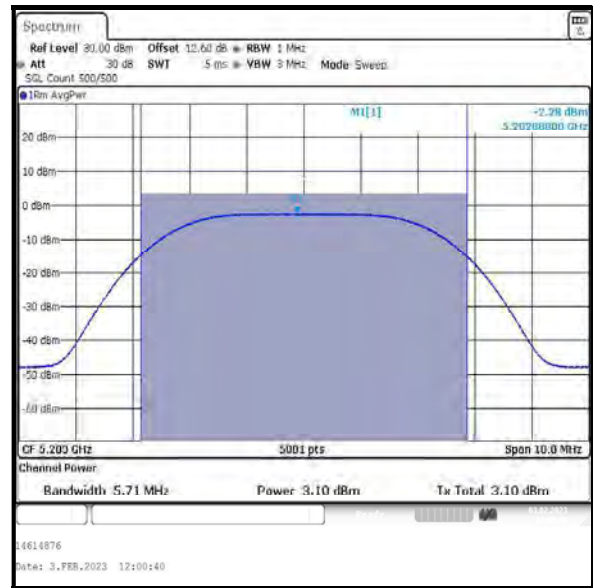 Spectrum
Ref Level 30.00 dBm Offset 12.60 dB RBW 1 MHz
Att 30 dB SWT 5 ms VBW 3 MHz Mode Sweep
SGL Count 500/500
1Rm AvgPwr
M1[1] -2.28 dBm
GHz
20 dBm
10 dBm
0 dBm
-10 dBm
-20 dBm
-30 dBm
-40 dBm
-50 dBm
-60 dBm
CF 5.203 GHz 5001 pts Span 10.0 MHz
Channel Power
Bandwidth 5.71 MHz Power 3.10 dBm Tx Total 3.10 dBm
14614876
Date: 3.FEB.2023 12:00:40